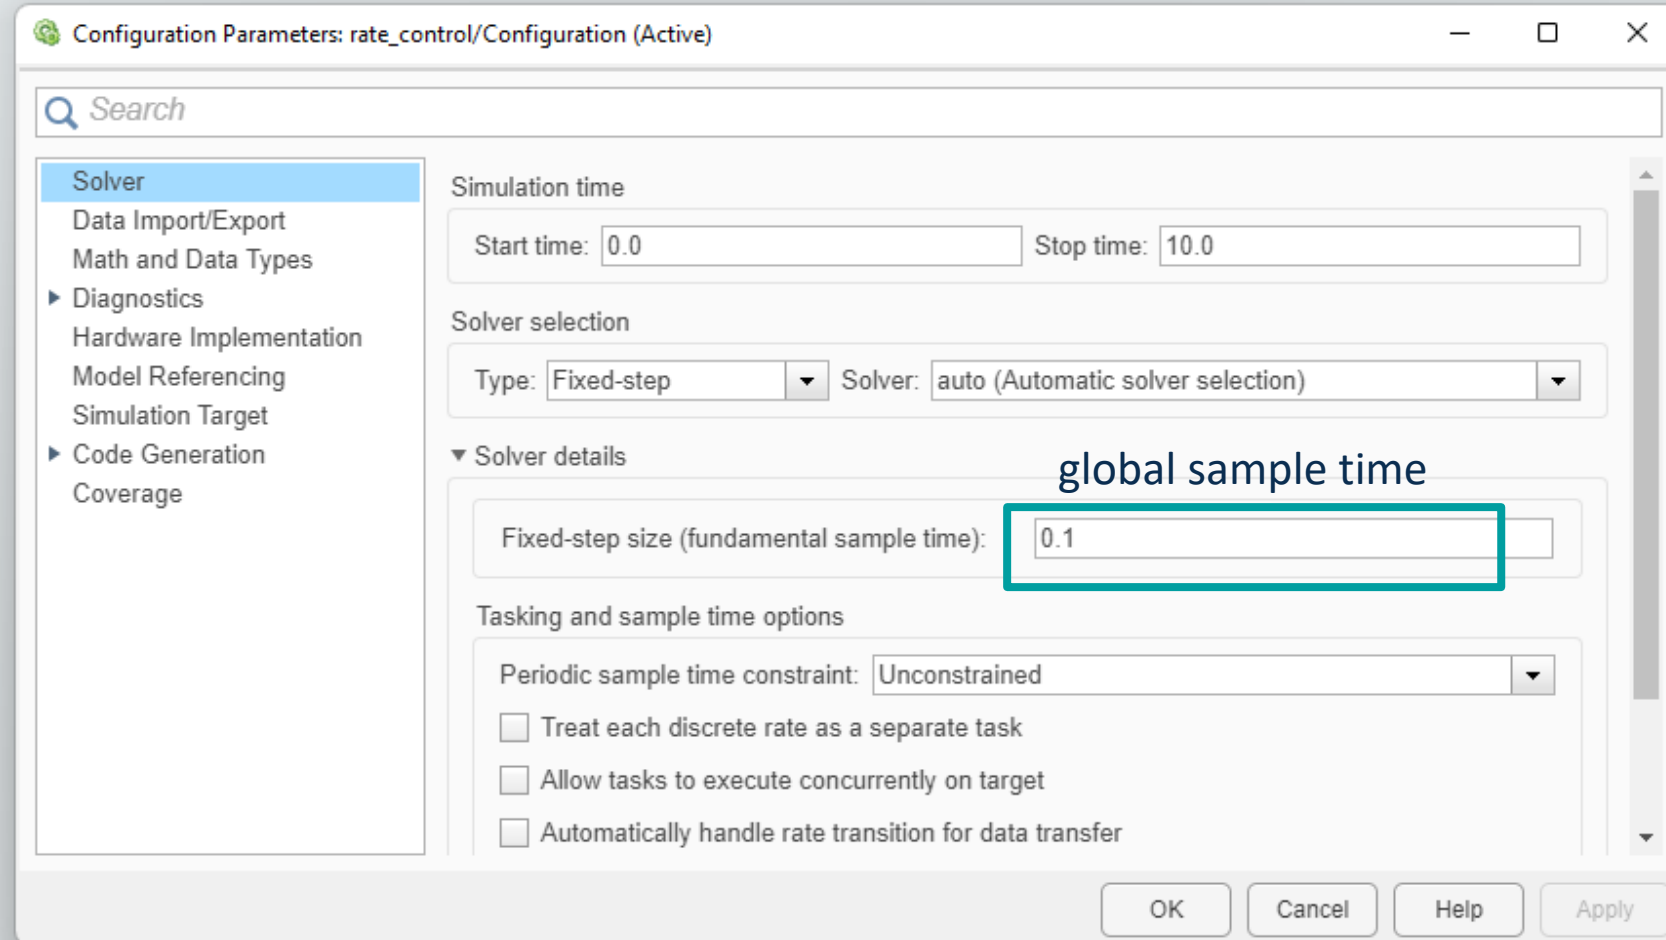 Configuration Parameters: rate_control/Configuration (Active)
Search
Solver
Data Import/Export
Math and Data Types
Diagnostics
Hardware Implementation
Model Referencing
Simulation Target
Code Generation
Coverage
Simulation time
Start time: 0.0 Stop time: 10.0
Solver selection
Type: Fixed-step Solver: auto (Automatic solver selection)
Solver details
global sample time
Fixed-step size (fundamental sample time): 0.1
Tasking and sample time options
Periodic sample time constraint: Unconstrained
Treat each discrete rate as a separate task
Allow tasks to execute concurrently on target
Automatically handle rate transition for data transfer
OK Cancel Help Apply